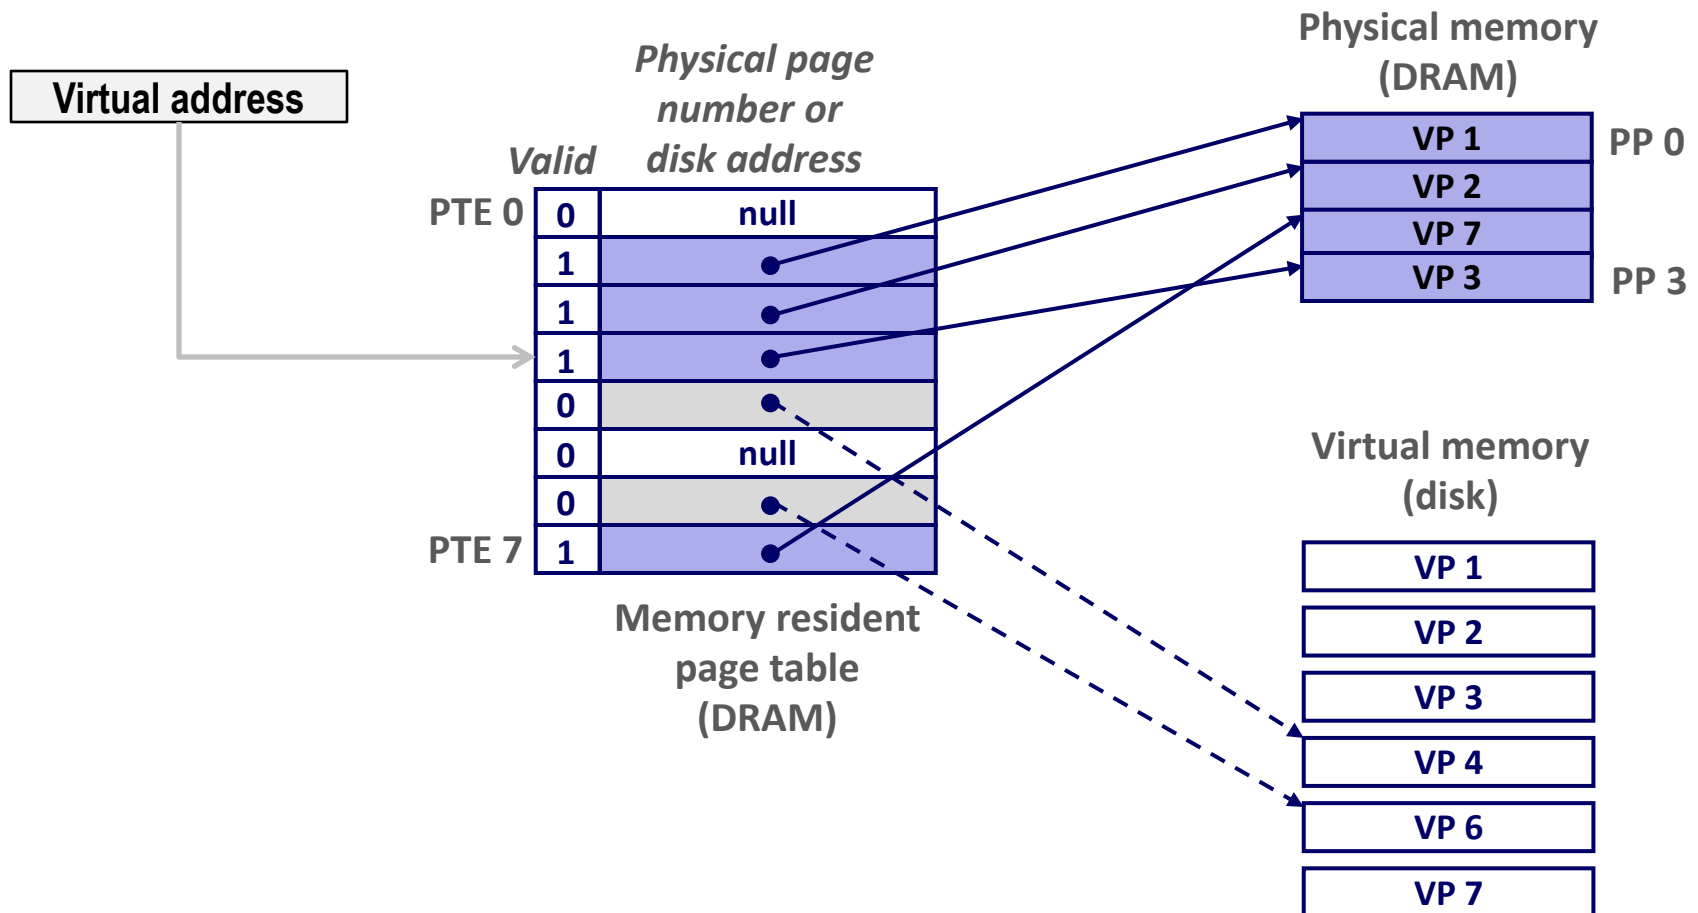 Virtual address
Physical page
number or
disk address
Valid
PTE 0
0
null
1
1
1
0
0
null
0
PTE 7
1
Memory resident
page table
(DRAM)
Physical memory
(DRAM)
VP 1
PP 0
VP 2
VP 7
VP 3
PP 3
Virtual memory
(disk)
VP 1
VP 2
VP 3
VP 4
VP 6
VP 7